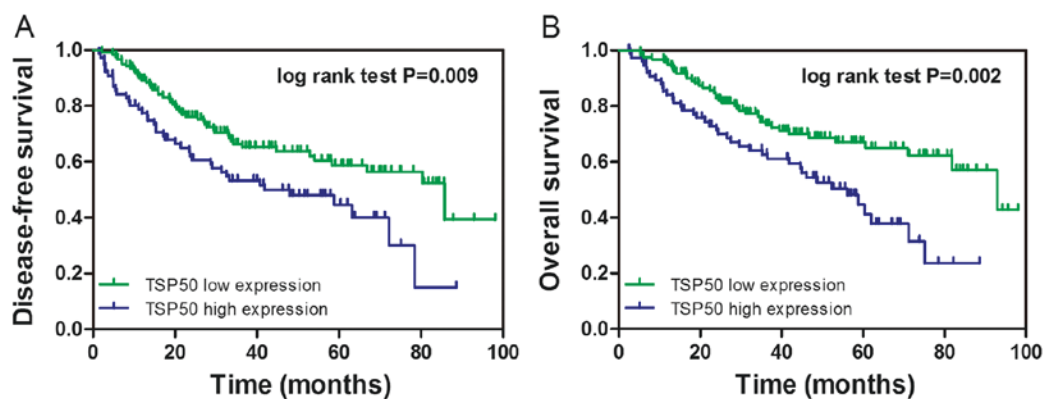 A
Disease-free survival
1.0
0.8
0.6
0.4
0.2
0.0
log rank test P=0.009
TSP50 low expression
TSP50 high expression
0 20 40 60 80 100
Time (months)
B
Overall survival
1.0
0.8
0.6
0.4
0.2
0.0
log rank test P=0.002
TSP50 low expression
TSP50 high expression
0 20 40 60 80 100
Time (months)